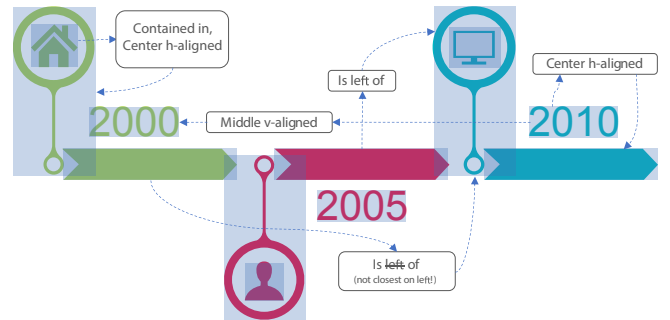 Contained in,
Center h-aligned
Is left of
Center h-aligned
2000
Middle v-aligned
2010
2005
Is left of
(not closest on left!)